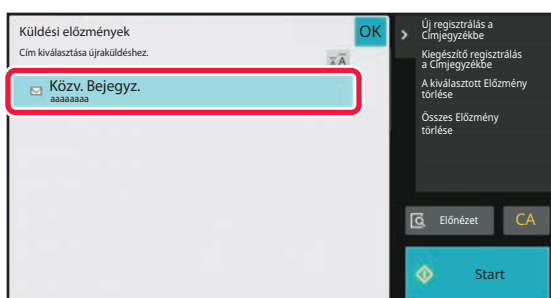 Küldési előzmények
OK
Cím kiválasztása újraküldéshez.
Közv. Bejegyz.
aaaaaaaa
Új regisztrálás a
Címjegyzékbe
Kiegészítő regisztrálás
a Címjegyzékbe
A kiválasztott Előzmény
törlése
Összes Előzmény
törlése
Előnézet
CA
Start